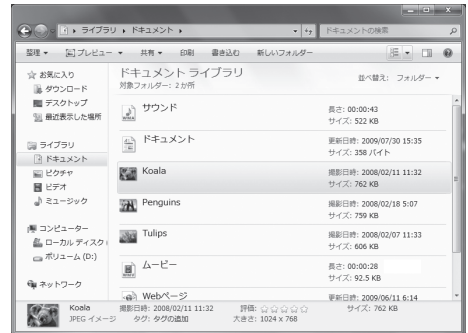 ライブラリ ▸ ドキュメント ▸
ドキュメントの検索
整理 プレビュー 共有 印刷 書き込む 新しいフォルダー
お気に入り
ダウンロード
デスクトップ
最近表示した場所
ライブラリ
ドキュメント
ピクチャ
ビデオ
ミュージック
コンピューター
ローカル ディスク (
ボリューム (D:)
ネットワーク
ドキュメント ライブラリ
対象フォルダー: 2 か所
並べ替え: フォルダー
サウンド
長さ: 00:00:43
サイズ: 522 KB
ドキュメント
更新日時: 2009/07/30 15:35
サイズ: 358 バイト
Koala
撮影日時: 2008/02/11 11:32
サイズ: 762 KB
Penguins
撮影日時: 2008/02/18 5:07
サイズ: 759 KB
Tulips
撮影日時: 2008/02/07 11:33
サイズ: 606 KB
ムービー
長さ: 00:00:28
サイズ: 92.5 KB
Webページ
更新日時: 2009/06/11 6:14
Koala 撮影日時: 2008/02/11 11:32 評価: ☆☆☆☆☆ サイズ: 762 KB
JPEG イメージ タグ: タグの追加 大きさ: 1024 x 768